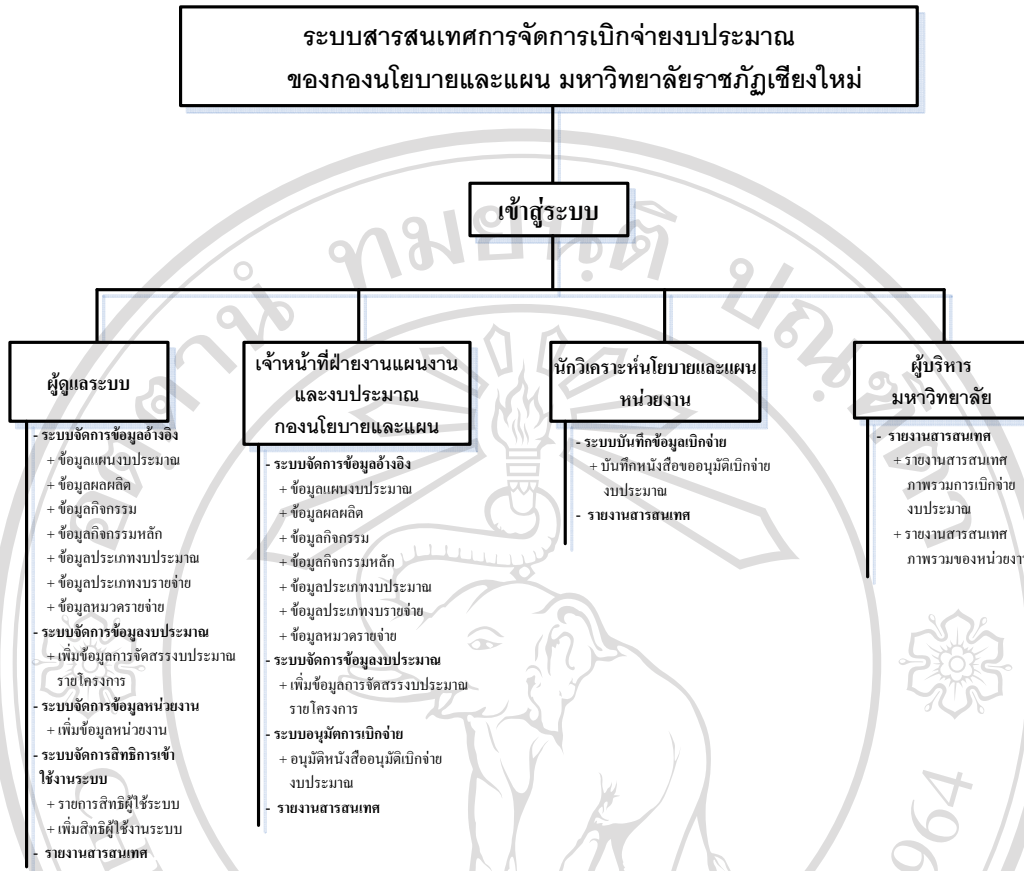 ระบบสารสนเทศการจัดการเบิกจ่ายงบประมาณ
ของกองนโยบายและแผน มหาวิทยาลัยราชภัฏเชียงใหม่
เข้าสู่ระบบ
ผู้ดูแลระบบ
- ระบบจัดการข้อมูลอ้างอิง
+ ข้อมูลแผนงบประมาณ
+ ข้อมูลผลผลิต
+ ข้อมูลกิจกรรม
+ ข้อมูลกิจกรรมหลัก
+ ข้อมูลประเภทงบประมาณ
+ ข้อมูลประเภทงบรายจ่าย
+ ข้อมูลหมวดรายจ่าย
- ระบบจัดการข้อมูลงบประมาณ
+ เพิ่มข้อมูลการจัดสรรงบประมาณ
รายโครงการ
- ระบบจัดการข้อมูลหน่วยงาน
+ เพิ่มข้อมูลหน่วยงาน
- ระบบจัดการสิทธิการเข้า
ใช้งานระบบ
+ รายการสิทธิผู้ใช้ระบบ
+ เพิ่มสิทธิผู้ใช้งานระบบ
- รายงานสารสนเทศ
เจ้าหน้าที่ฝ่ายงานแผนงาน
และงบประมาณ
กองนโยบายและแผน
- ระบบจัดการข้อมูลอ้างอิง
+ ข้อมูลแผนงบประมาณ
+ ข้อมูลผลผลิต
+ ข้อมูลกิจกรรม
+ ข้อมูลกิจกรรมหลัก
+ ข้อมูลประเภทงบประมาณ
+ ข้อมูลประเภทงบรายจ่าย
+ ข้อมูลหมวดรายจ่าย
- ระบบจัดการข้อมูลงบประมาณ
+ เพิ่มข้อมูลการจัดสรรงบประมาณ
รายโครงการ
- ระบบอนุมัตการเบิกจ่าย
+ อนุมัติหนังสืออนุมัติเบิกจ่าย
งบประมาณ
- รายงานสารสนเทศ
นักวิเคราะห์นโยบายและแผน
หน่วยงาน
- ระบบบันทึกข้อมูลเบิกจ่าย
+ บันทึกหนังสือขออนุมัติเบิกจ่าย
งบประมาณ
- รายงานสารสนเทศ
ผู้บริหาร
มหาวิทยาลัย
- รายงานสารสนเทศ
+ รายงานสารสนเทศ
ภาพรวมการเบิกจ่าย
งบประมาณ
+ รายงานสารสนเทศ
ภาพรวมของหน่วยงาน
1964